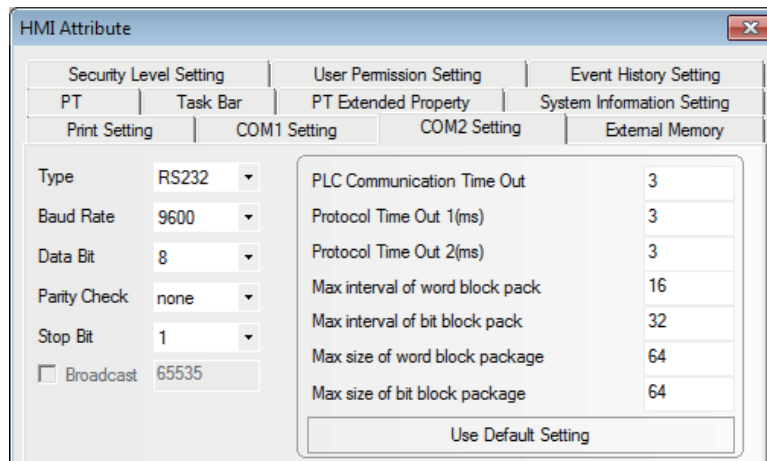 HMI Attribute
Security Level Setting User Permission Setting Event History Setting
PT Task Bar PT Extended Property System Information Setting
Print Setting COM1 Setting COM2 Setting External Memory
Type RS232
Baud Rate 9600
Data Bit 8
Parity Check none
Stop Bit 1
Broadcast 65535
PLC Communication Time Out 3
Protocol Time Out 1(ms) 3
Protocol Time Out 2(ms) 3
Max interval of word block pack 16
Max interval of bit block pack 32
Max size of word block package 64
Max size of bit block package 64
Use Default Setting